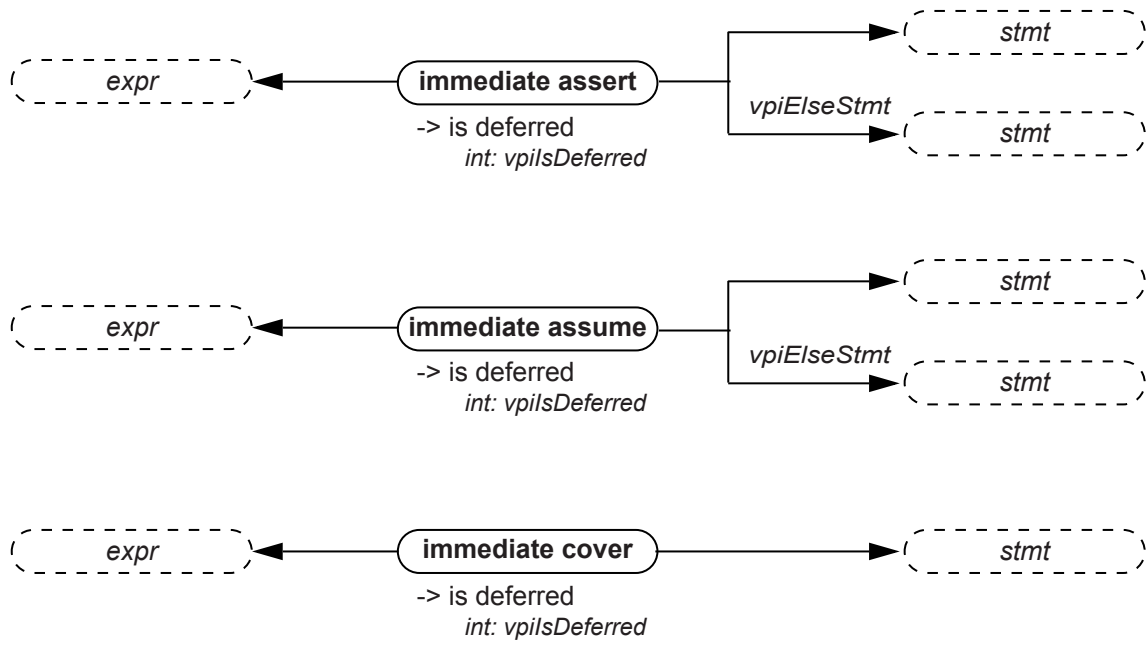 stmt
expr
immediate assert
vpiElseStmt
stmt
-> is deferred
int: vpiIsDeferred
stmt
expr
immediate assume
vpiElseStmt
stmt
-> is deferred
int: vpiIsDeferred
expr
immediate cover
stmt
-> is deferred
int: vpiIsDeferred